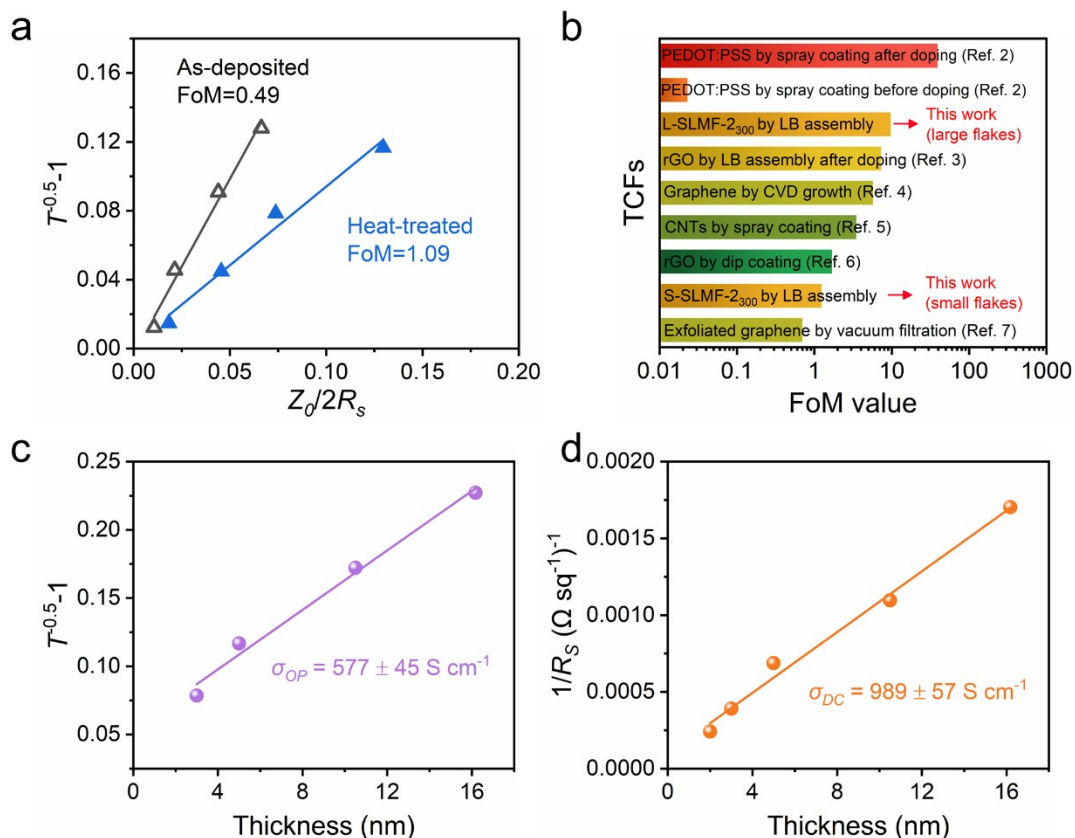 a
0.16
0.12
0.08
0.04
0.00
T^-0.5-1
As-deposited
FoM=0.49
Heat-treated
FoM=1.09
0.00 0.05 0.10 0.15 0.20
Z0/2Rs
b
TCFs
PEDOT:PSS by spray coating after doping (Ref. 2)
PEDOT:PSS by spray coating before doping (Ref. 2)
L-SLMF-2300 by LB assembly
This work
(large flakes)
rGO by LB assembly after doping (Ref. 3)
Graphene by CVD growth (Ref. 4)
CNTs by spray coating (Ref. 5)
rGO by dip coating (Ref. 6)
S-SLMF-2300 by LB assembly
This work
(small flakes)
Exfoliated graphene by vacuum filtration (Ref. 7)
0.01 0.1 1 10 100 1000
FoM value
c
0.25
0.20
0.15
0.10
0.05
T^-0.5-1
σOP = 577 ± 45 S cm^-1
0 4 8 12 16
Thickness (nm)
d
0.0020
0.0015
0.0010
0.0005
0.0000
1/RS (Ω sq^-1)^-1
σDC = 989 ± 57 S cm^-1
0 4 8 12 16
Thickness (nm)